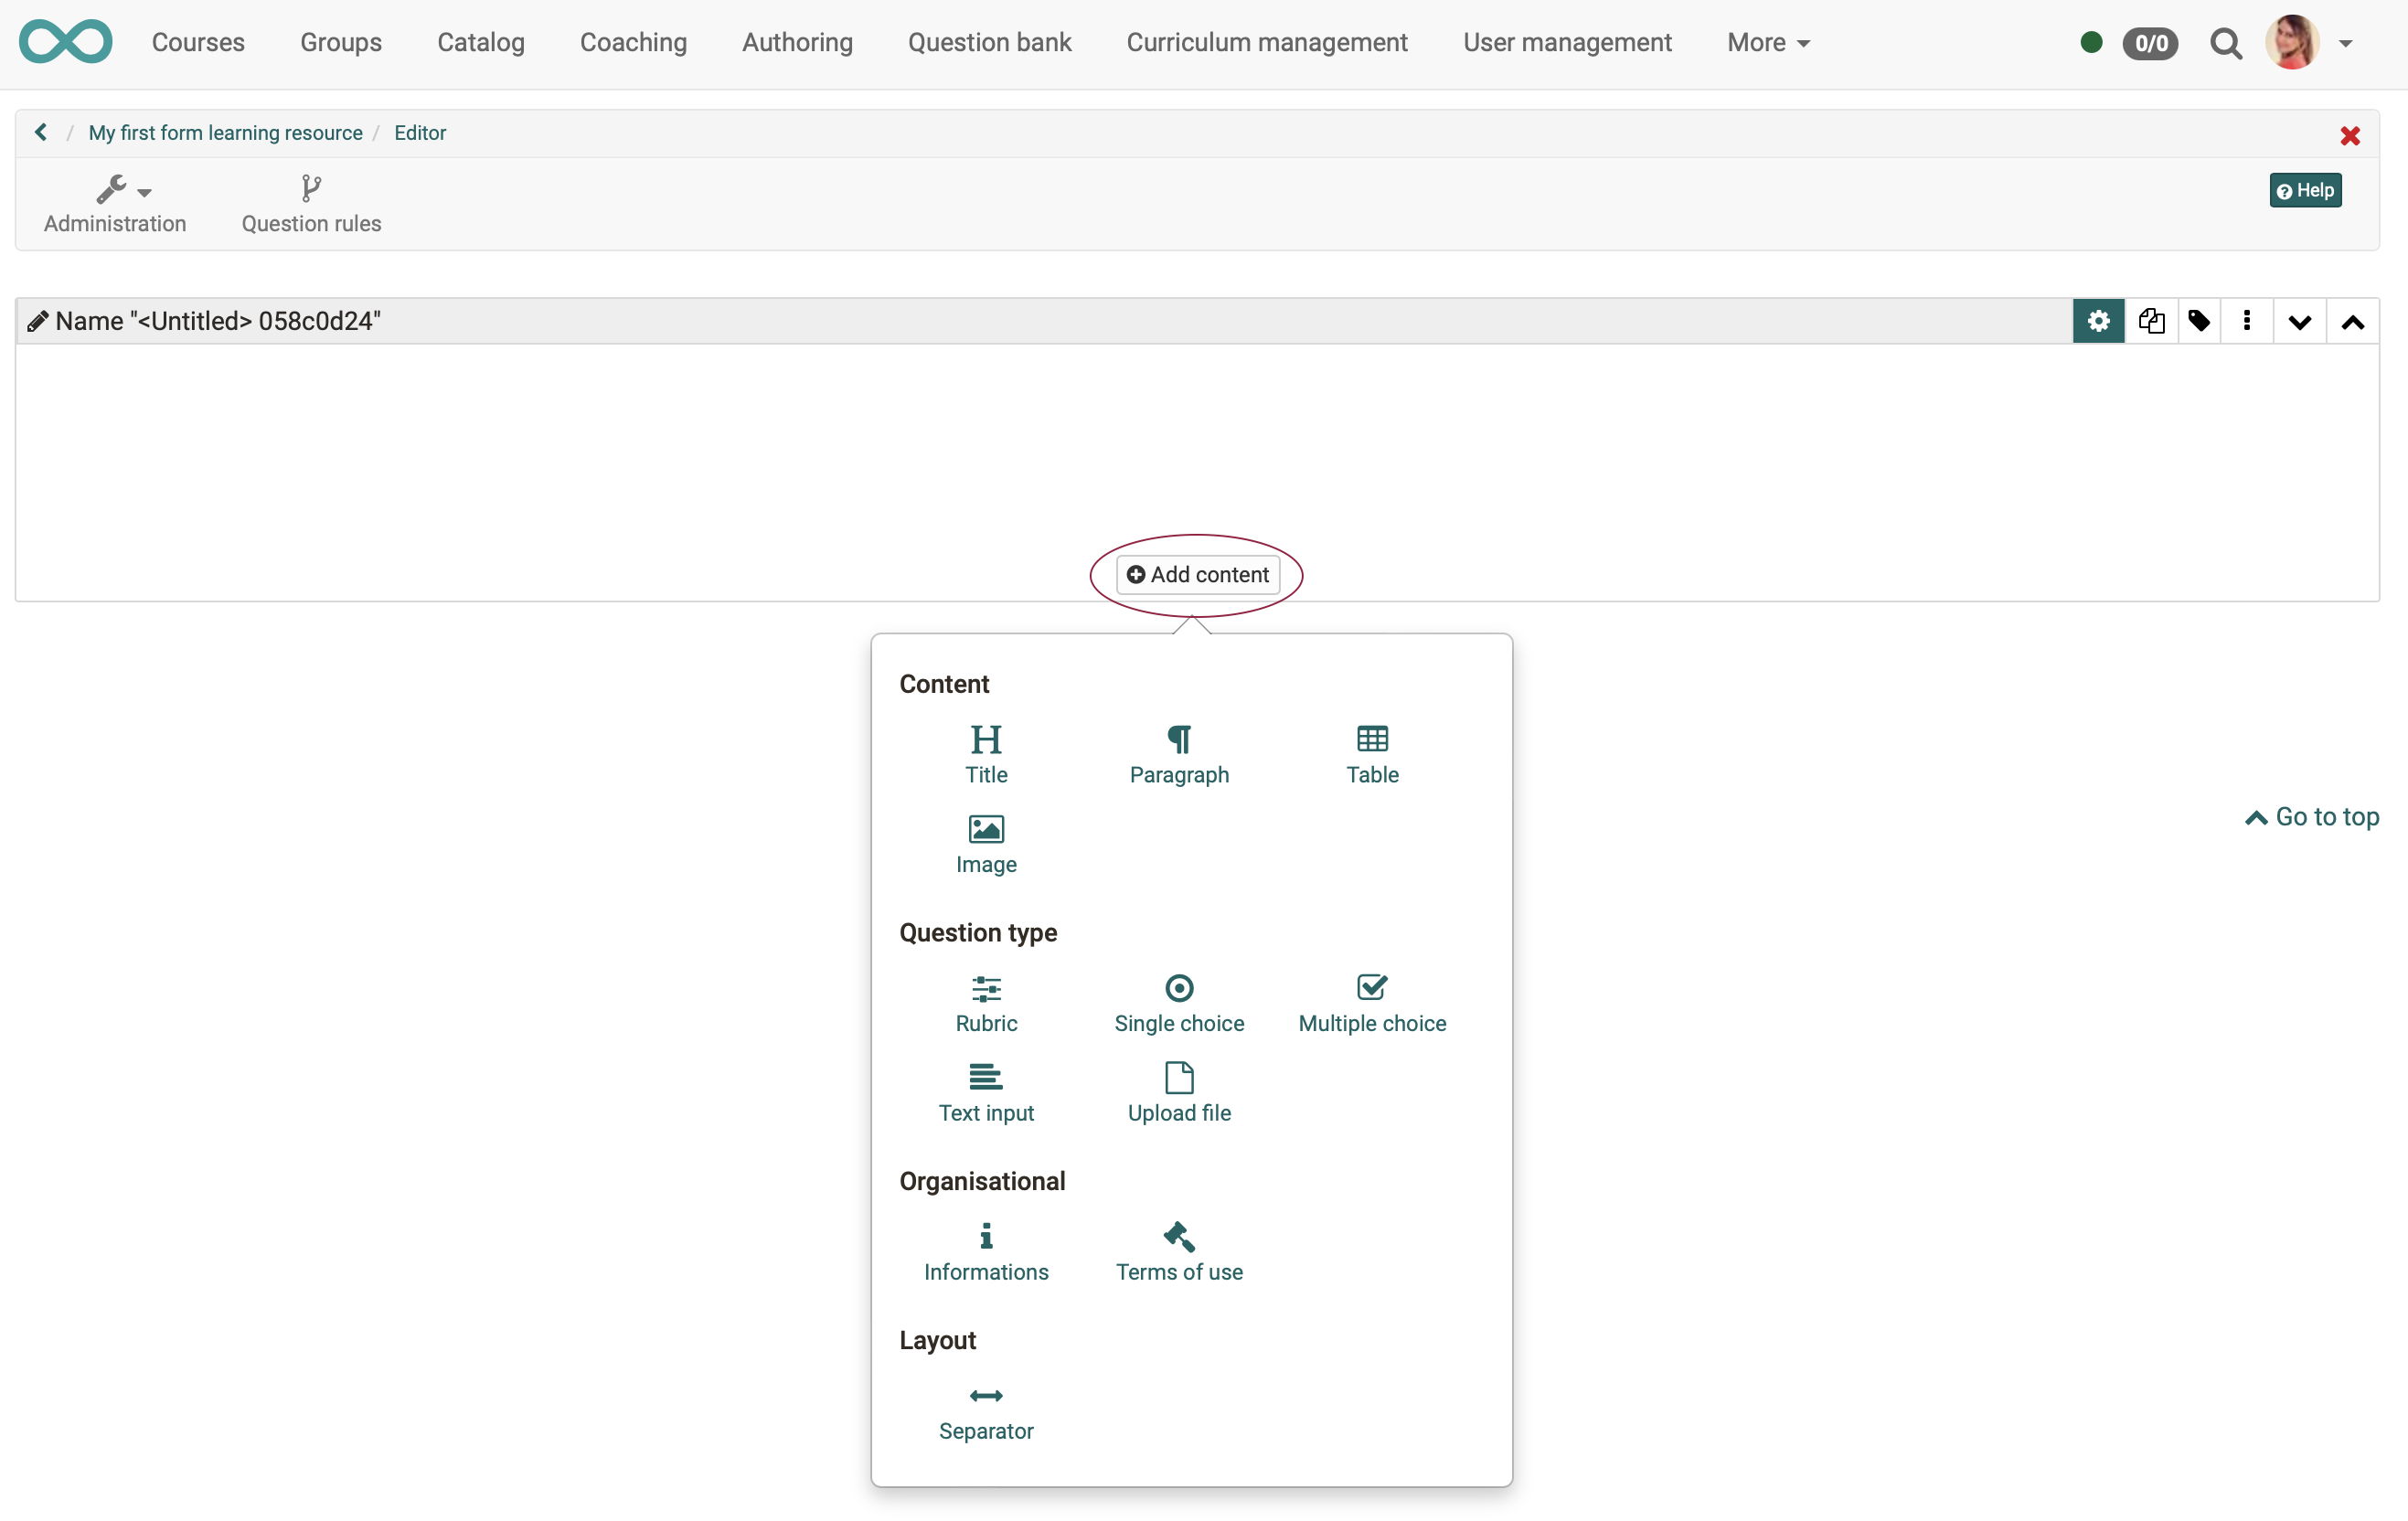 Courses Groups Catalog Coaching Authoring Question bank Curriculum management User management More 0/0
/ My first form learning resource / Editor
Administration Question rules Help
Name "<Untitled> 058c0d24"
Add content
Content
Title Paragraph Table
Image
Question type
Rubric Single choice Multiple choice
Text input Upload file
Organisational
Informations Terms of use
Layout
Separator
Go to top